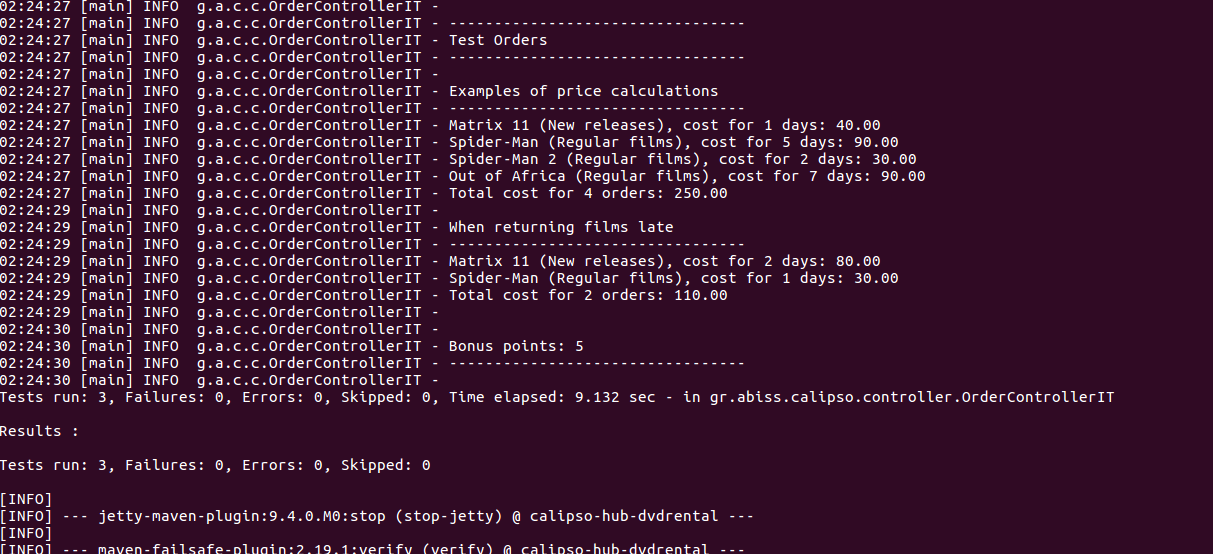 02:24:27 [main] INFO  g.a.c.c.OrderControllerIT -
02:24:27 [main] INFO  g.a.c.c.OrderControllerIT - ---------------------------------
02:24:27 [main] INFO  g.a.c.c.OrderControllerIT - Test Orders
02:24:27 [main] INFO  g.a.c.c.OrderControllerIT - ---------------------------------
02:24:27 [main] INFO  g.a.c.c.OrderControllerIT -
02:24:27 [main] INFO  g.a.c.c.OrderControllerIT - Examples of price calculations
02:24:27 [main] INFO  g.a.c.c.OrderControllerIT - ---------------------------------
02:24:27 [main] INFO  g.a.c.c.OrderControllerIT - Matrix 11 (New releases), cost for 1 days: 40.00
02:24:27 [main] INFO  g.a.c.c.OrderControllerIT - Spider-Man (Regular films), cost for 5 days: 90.00
02:24:27 [main] INFO  g.a.c.c.OrderControllerIT - Spider-Man 2 (Regular films), cost for 2 days: 30.00
02:24:27 [main] INFO  g.a.c.c.OrderControllerIT - Out of Africa (Regular films), cost for 7 days: 90.00
02:24:27 [main] INFO  g.a.c.c.OrderControllerIT - Total cost for 4 orders: 250.00
02:24:29 [main] INFO  g.a.c.c.OrderControllerIT -
02:24:29 [main] INFO  g.a.c.c.OrderControllerIT - When returning films late
02:24:29 [main] INFO  g.a.c.c.OrderControllerIT - ---------------------------------
02:24:29 [main] INFO  g.a.c.c.OrderControllerIT - Matrix 11 (New releases), cost for 2 days: 80.00
02:24:29 [main] INFO  g.a.c.c.OrderControllerIT - Spider-Man (Regular films), cost for 1 days: 30.00
02:24:29 [main] INFO  g.a.c.c.OrderControllerIT - Total cost for 2 orders: 110.00
02:24:29 [main] INFO  g.a.c.c.OrderControllerIT -
02:24:30 [main] INFO  g.a.c.c.OrderControllerIT -
02:24:30 [main] INFO  g.a.c.c.OrderControllerIT - Bonus points: 5
02:24:30 [main] INFO  g.a.c.c.OrderControllerIT - ---------------------------------
02:24:30 [main] INFO  g.a.c.c.OrderControllerIT -
Tests run: 3, Failures: 0, Errors: 0, Skipped: 0, Time elapsed: 9.132 sec - in gr.abiss.calipso.controller.OrderControllerIT
Results :
Tests run: 3, Failures: 0, Errors: 0, Skipped: 0
[INFO]
[INFO] --- jetty-maven-plugin:9.4.0.M0:stop (stop-jetty) @ calipso-hub-dvdrental ---
[INFO]
[INFO] --- maven-failsafe-plugin:2.19.1:verify (verify) @ calipso-hub-dvdrental ---